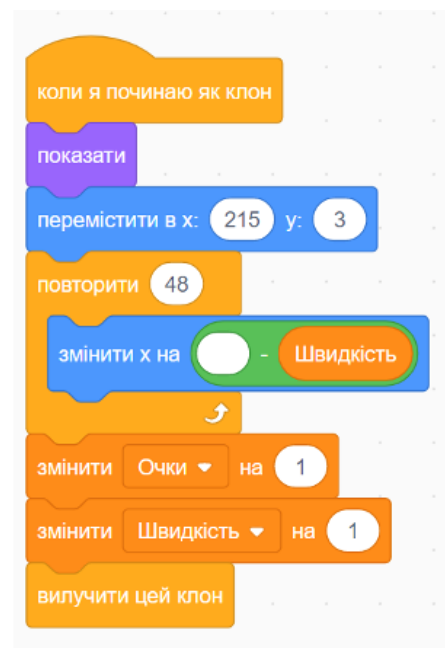 коли я починаю як клон
показати
перемістити в x: 215 y: 3
повторити 48
змінити x на - Швидкість
змінити Очки на 1
змінити Швидкість на 1
вилучити цей клон